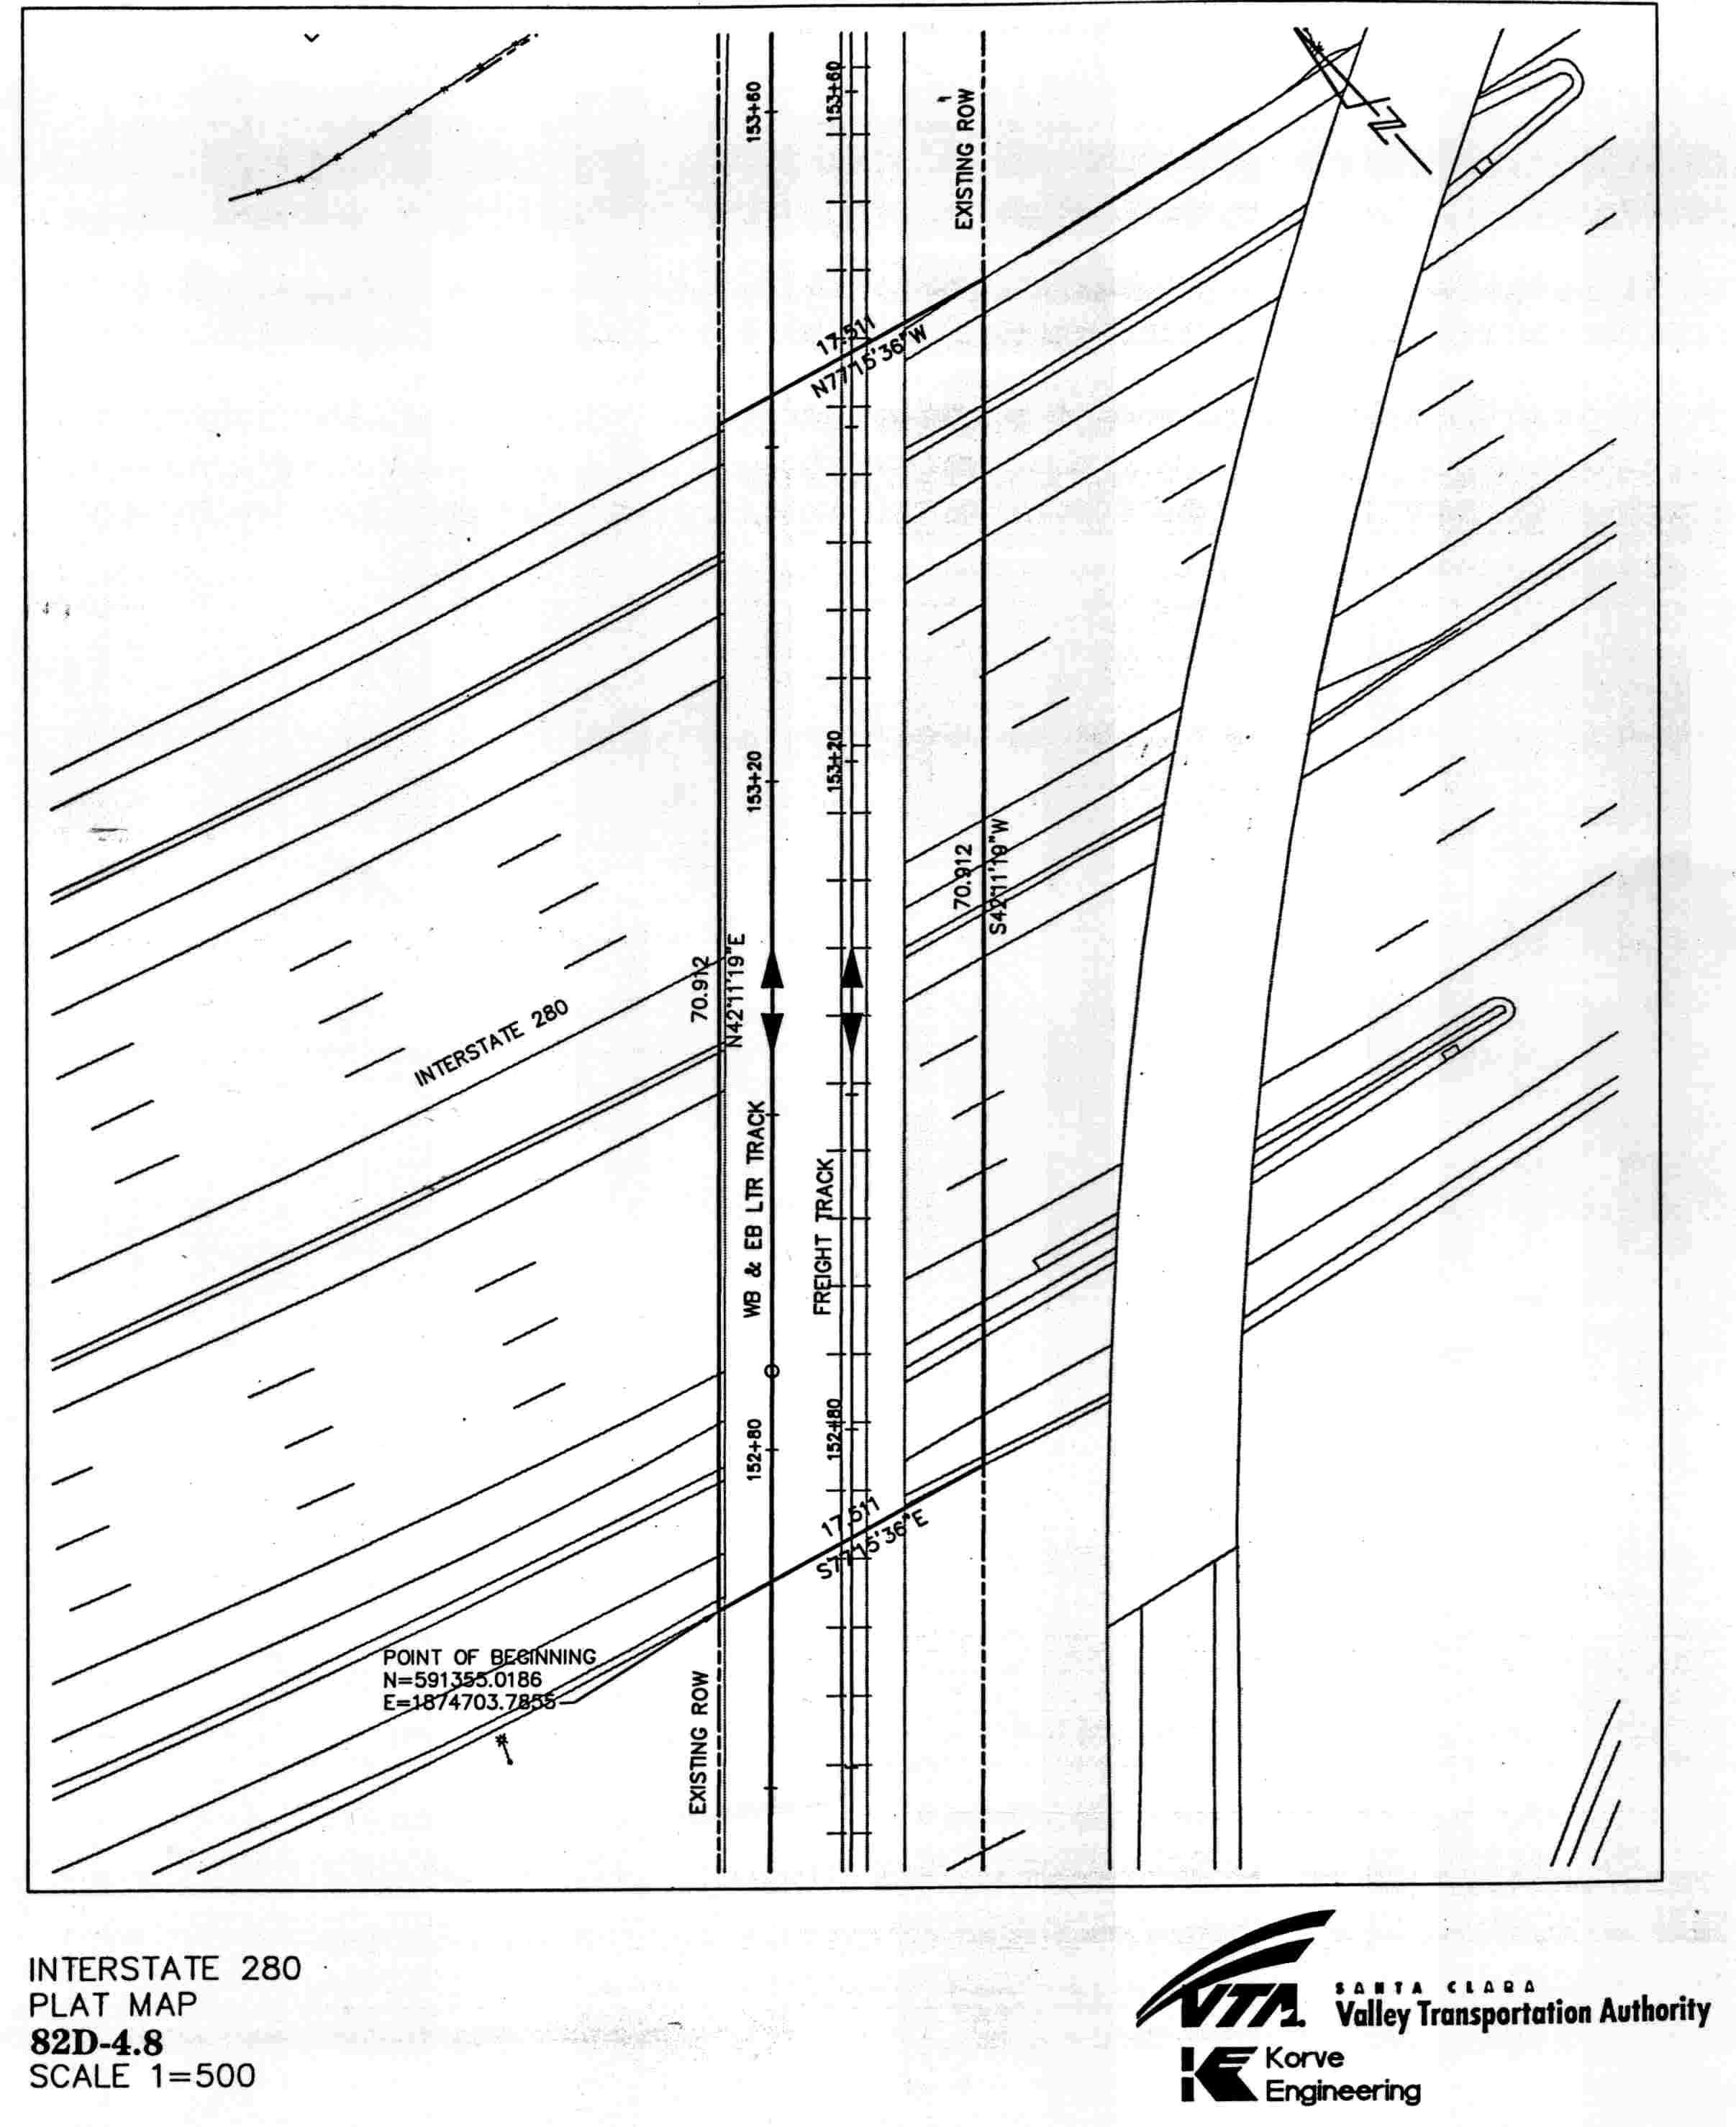 153+60
153+60
EXISTING ROW
17.511
N77°15'36"W
153+20
153+20
70.912
S42°11'19"W
70.912
N42°11'19"E
INTERSTATE 280
WB & EB LTR TRACK
FREIGHT TRACK
152+80
152+80
17.511
S77°15'36"E
POINT OF BEGINNING
N=591355.0186
E=1874703.7855
EXISTING ROW
INTERSTATE 280
PLAT MAP
82D-4.8
SCALE 1=500
VTA
SANTA CLARA
Valley Transportation Authority
KE
Korve
Engineering